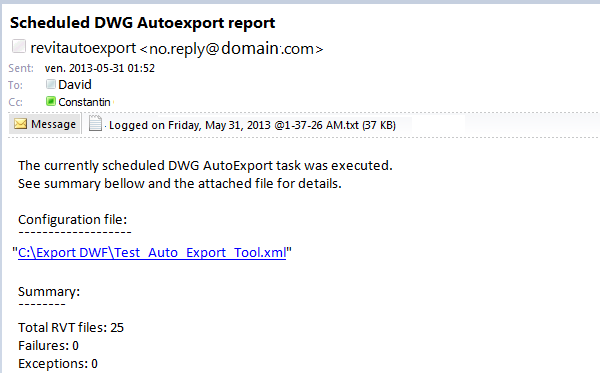 Scheduled DWG Autoexport report
revitautoexport <no.reply@domain.com>
Sent: ven. 2013-05-31 01:52
To: David
Cc: Constantin
Message Logged on Friday, May 31, 2013 @1-37-26 AM.txt (37 KB)
The currently scheduled DWG AutoExport task was executed.
See summary bellow and the attached file for details.
Configuration file:
-------------------
"C:\Export DWF\Test_Auto_Export_Tool.xml"
Summary:
--------
Total RVT files: 25
Failures: 0
Exceptions: 0